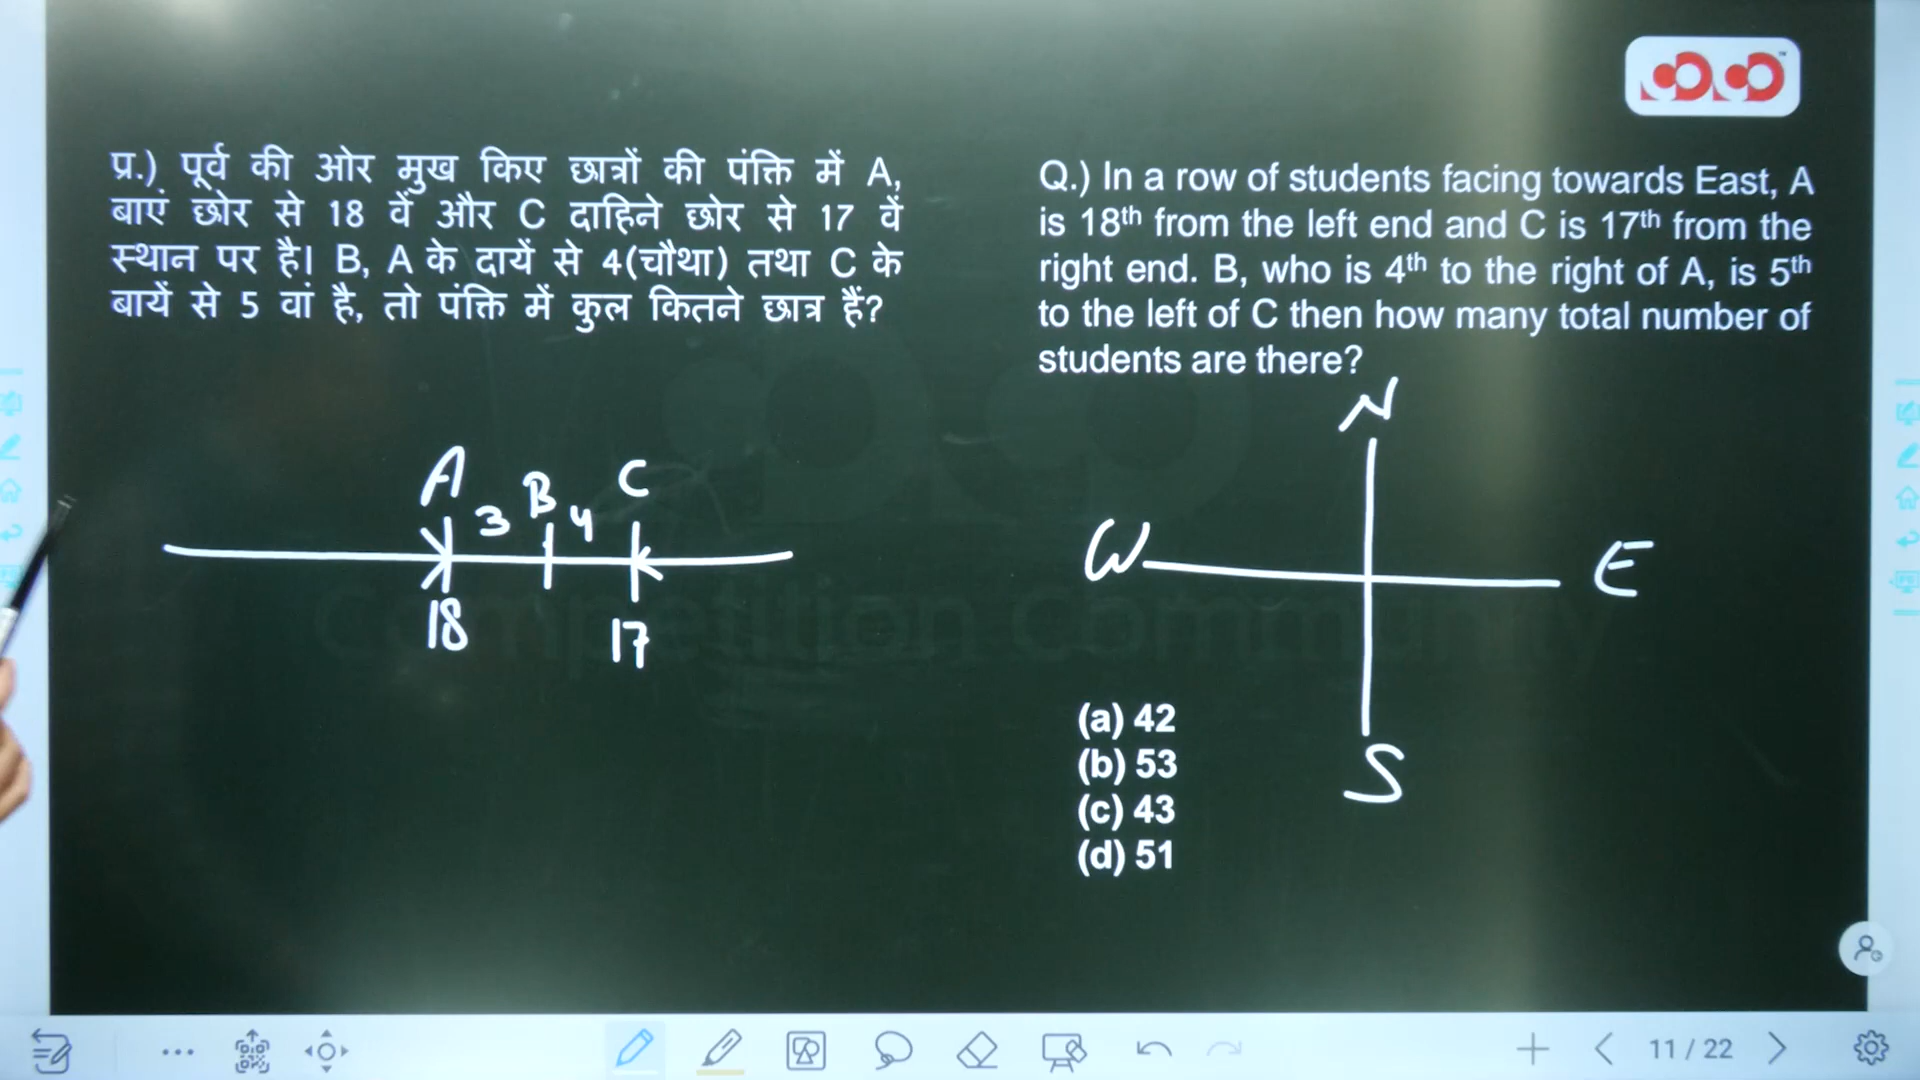 प्र.) पूर्व की ओर मुख किए छात्रों की पंक्ति में A,
बाएं छोर से 18 वें और C दाहिने छोर से 17 वें
स्थान पर है। B, A के दायें से 4(चौथा) तथा C के
बायें से 5 वां है, तो पंक्ति में कुल कितने छात्र हैं?
Q.) In a row of students facing towards East, A
is 18th from the left end and C is 17th from the
right end. B, who is 4th to the right of A, is 5th
to the left of C then how many total number of
students are there?
A 3 B 4 C
18 17
N
W E
S
(a) 42
(b) 53
(c) 43
(d) 51
Competition Community
11 / 22